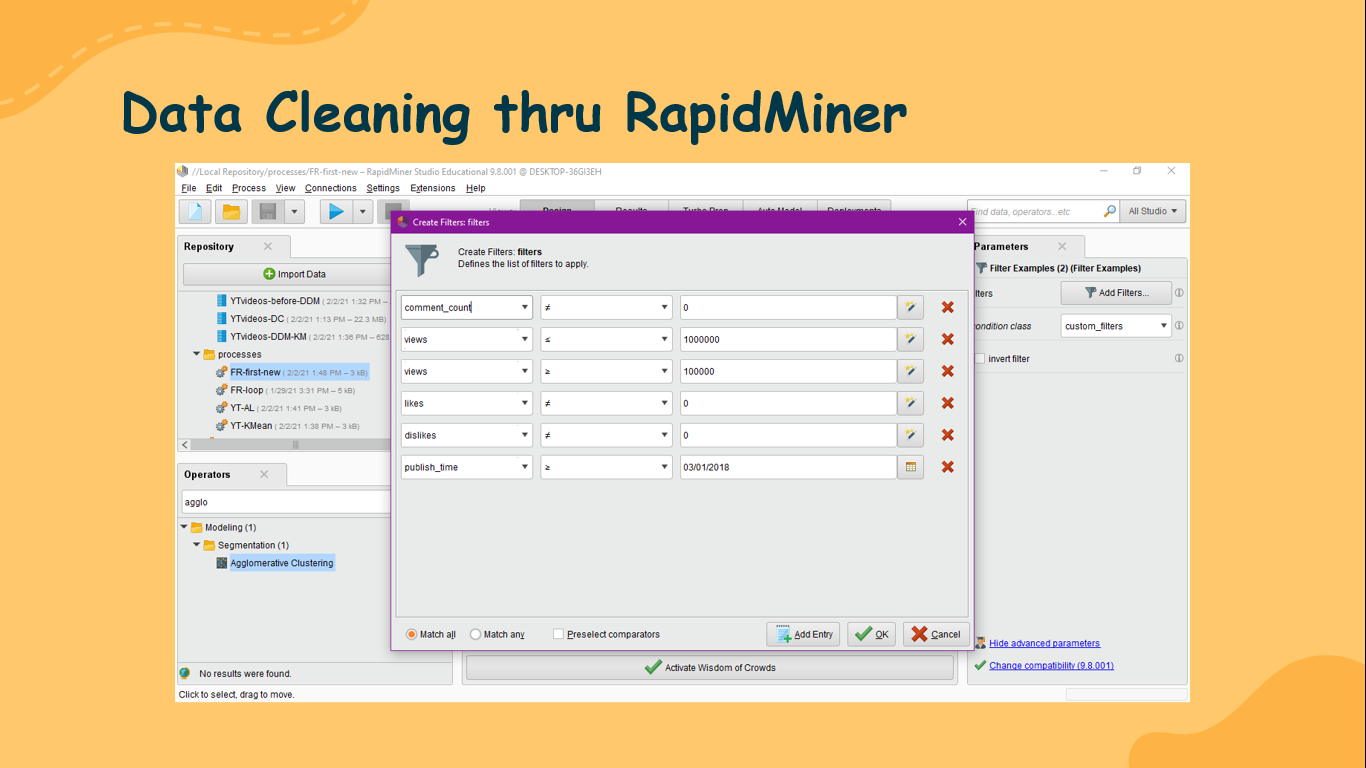 Data Cleaning thru RapidMiner
//Local Repository/processes/FR-first-new – RapidMiner Studio Educational 9.8.001 @ DESKTOP-36GI3EH
File Edit Process View Connections Settings Extensions Help
Design Results Turbo Prep Auto Model Deployments
Find data, operators...etc
All Studio
Repository
Import Data
YTvideos-before-DDM ( 2/2/21 1:32 PM –
YTvideos-DC ( 2/2/21 1:13 PM – 22.3 MB)
YTvideos-DDM-KM ( 2/2/21 1:36 PM – 628
processes
FR-first-new ( 2/2/21 1:48 PM – 3 kB)
FR-loop ( 1/29/21 3:31 PM – 5 kB)
YT-AL ( 2/2/21 1:41 PM – 3 kB)
YT-KMean ( 2/2/21 1:38 PM – 3 kB)
Operators
agglo
Modeling (1)
Segmentation (1)
Agglomerative Clustering
No results were found.
Click to select, drag to move.
Create Filters: filters
Create Filters: filters
Defines the list of filters to apply.
comment_count ≠ 0
views ≤ 1000000
views ≥ 100000
likes ≠ 0
dislikes ≠ 0
publish_time ≥ 03/01/2018
Match all Match any Preselect comparators Add Entry OK Cancel
Activate Wisdom of Crowds
Parameters
Filter Examples (2) (Filter Examples)
lters Add Filters...
ondition class custom_filters
invert filter
Hide advanced parameters
Change compatibility (9.8.001)